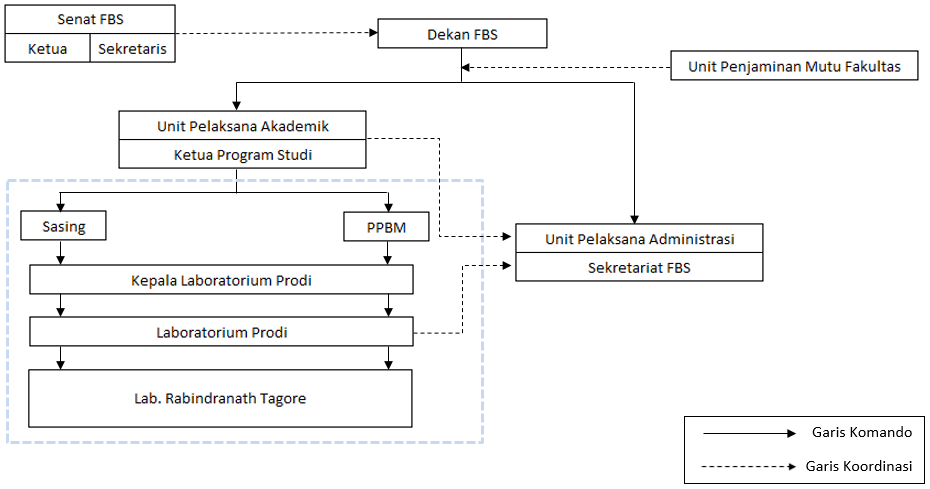 Senat FBS
Ketua
Sekretaris
Dekan FBS
Unit Penjaminan Mutu Fakultas
Unit Pelaksana Akademik
Ketua Program Studi
Sasing
PPBM
Unit Pelaksana Administrasi
Sekretariat FBS
Kepala Laboratorium Prodi
Laboratorium Prodi
Lab. Rabindranath Tagore
Garis Komando
Garis Koordinasi